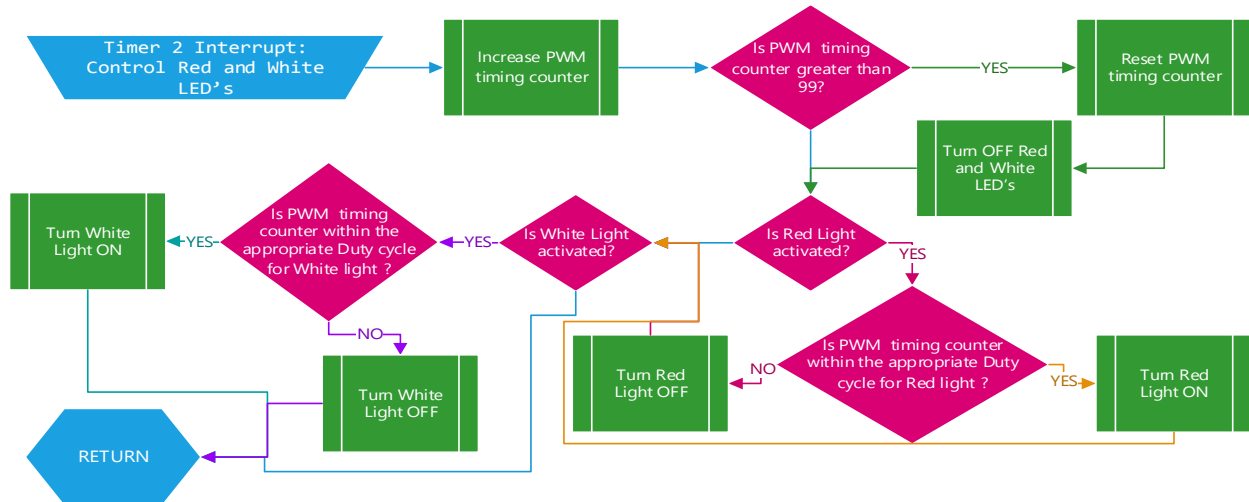 Timer 2 Interrupt:
Control Red and White
LED's
Increase PWM
timing counter
Is PWM timing
counter greater than
99?
YES
Reset PWM
timing counter
Turn OFF Red
and White
LED's
Turn White
Light ON
YES
Is PWM timing
counter within the
appropriate Duty cycle
for White light ?
YES
Is White Light
activated?
Is Red Light
activated?
YES
NO
Turn White
Light OFF
Turn Red
Light OFF
NO
Is PWM timing counter
within the appropriate Duty
cycle for Red light ?
YES
Turn Red
Light ON
RETURN